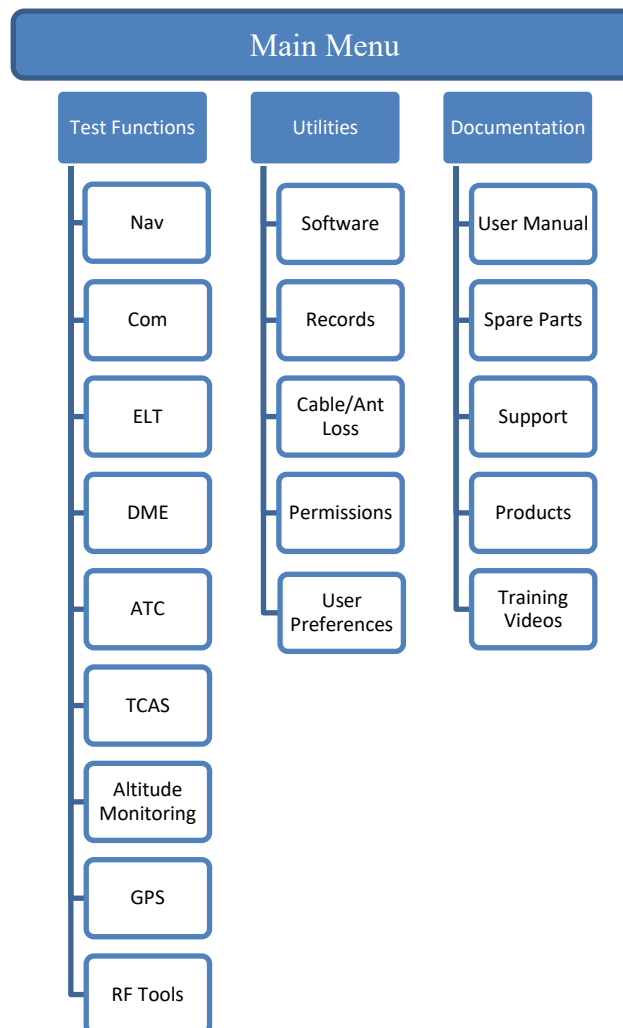 Main Menu
Test Functions
Nav
Com
ELT
DME
ATC
TCAS
Altitude
Monitoring
GPS
RF Tools
Utilities
Software
Records
Cable/Ant
Loss
Permissions
User
Preferences
Documentation
User Manual
Spare Parts
Support
Products
Training
Videos